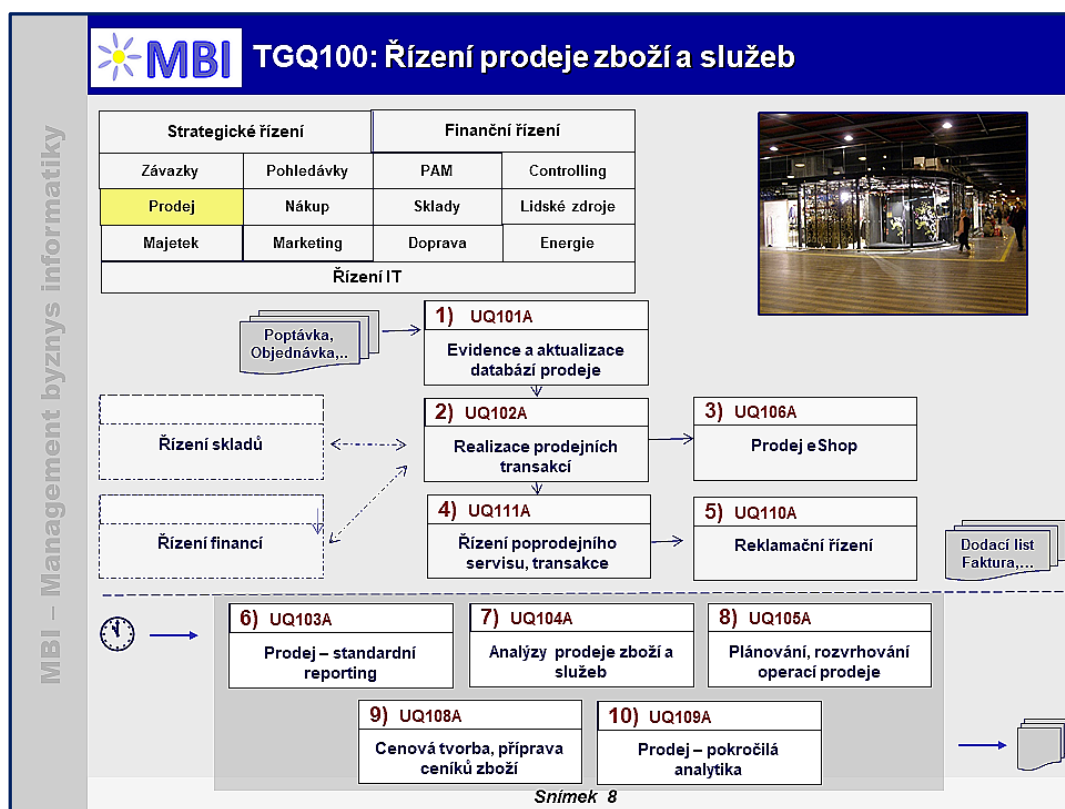 MBI
TGQ100: Řízení prodeje zboží a služeb
MBI – Management byznys informatiky
Strategické řízení
Finanční řízení
Závazky
Pohledávky
PAM
Controlling
Prodej
Nákup
Sklady
Lidské zdroje
Majetek
Marketing
Doprava
Energie
Řízení IT
Poptávka,
Objednávka,..
1) UQ101A
Evidence a aktualizace
databází prodeje
Řízení skladů
2) UQ102A
Realizace prodejních
transakcí
3) UQ106A
Prodej eShop
Řízení financí
4) UQ111A
Řízení poprodejního
servisu, transakce
5) UQ110A
Reklamační řízení
Dodací list
Faktura,…
6) UQ103A
Prodej – standardní
reporting
7) UQ104A
Analýzy prodeje zboží a
služeb
8) UQ105A
Plánování, rozvrhování
operací prodeje
9) UQ108A
Cenová tvorba, příprava
ceníků zboží
10) UQ109A
Prodej – pokročilá
analytika
Snímek 8